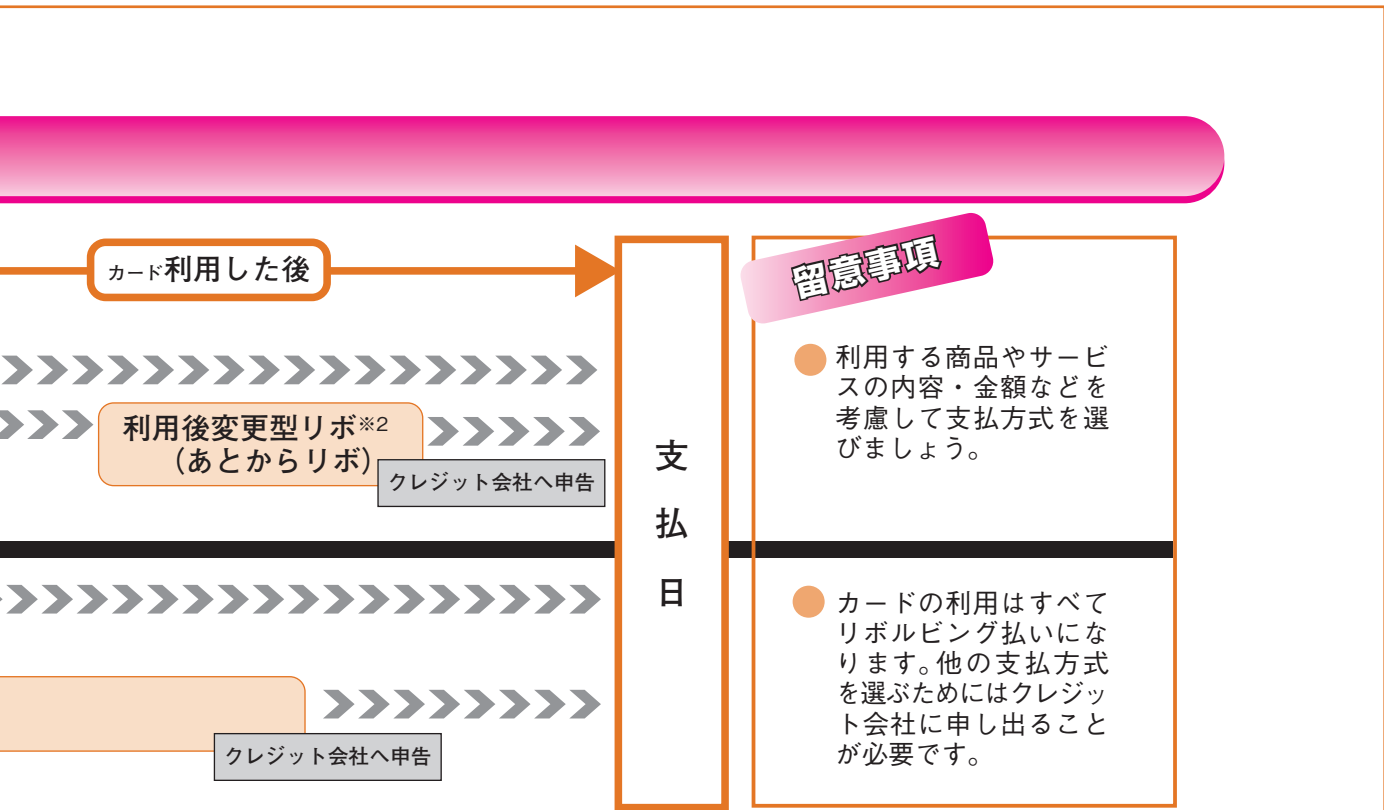 カード利用した後
利用後変更型リボ※2
(あとからリボ)
クレジット会社へ申告
クレジット会社へ申告
支
払
日
留意事項
利用する商品やサービ
スの内容・金額などを
考慮して支払方式を選
びましょう。
カードの利用はすべて
リボルビング払いにな
ります。他の支払方式
を選ぶためにはクレジッ
ト会社に申し出ること
が必要です。